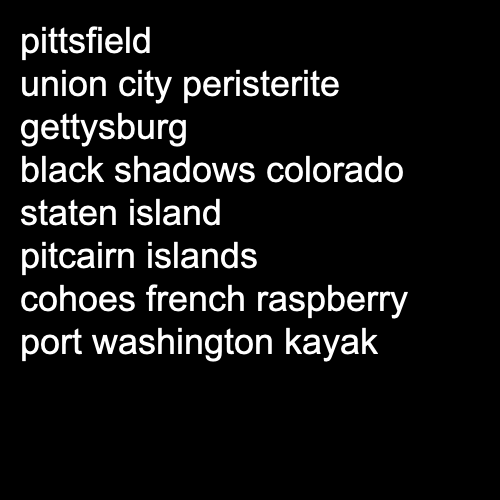 pittsfield
union city peristerite
gettysburg
black shadows colorado
staten island
pitcairn islands
cohoes french raspberry
port washington kayak